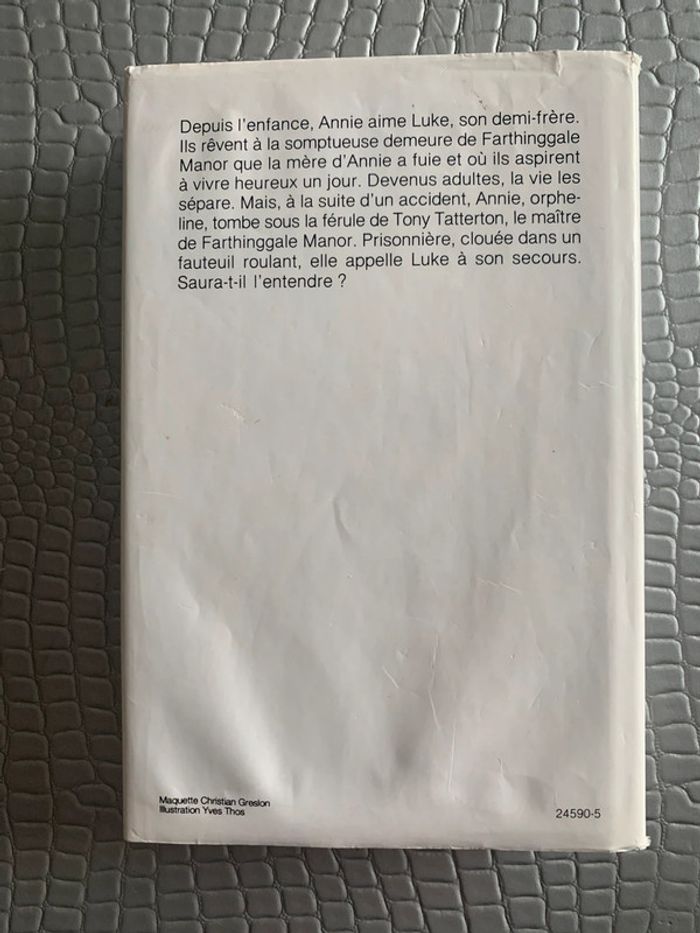 Depuis l'enfance, Annie aime Luke, son demi-frère.
Ils rêvent à la somptueuse demeure de Farthinggale
Manor que la mère d'Annie a fuie et où ils aspirent
à vivre heureux un jour. Devenus adultes, la vie les
sépare. Mais, à la suite d'un accident, Annie, orphe-
line, tombe sous la férule de Tony Tatterton, le maître
de Farthinggale Manor. Prisonnière, clouée dans un
fauteuil roulant, elle appelle Luke à son secours.
Saura-t-il l'entendre ?
Maquette Christian Greslon
Illustration Yves Thos
24590-5